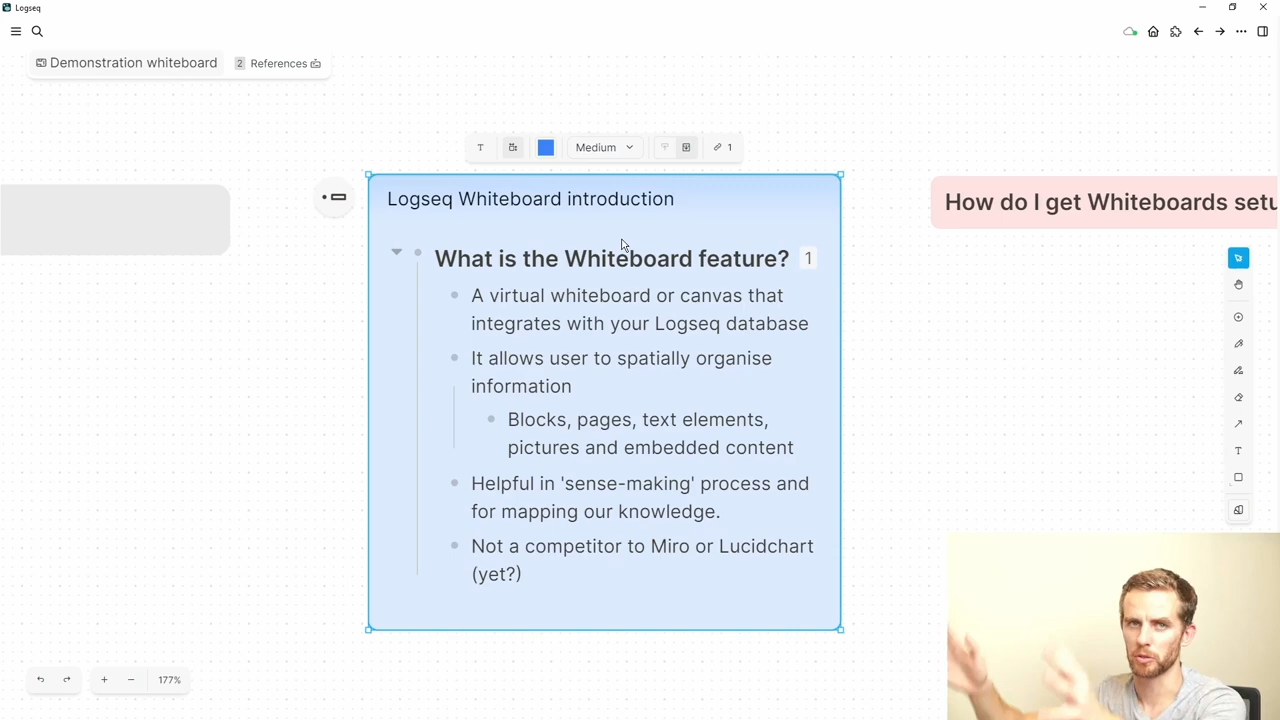 Logseq
Demonstration whiteboard
2 References
Medium
1
Logseq Whiteboard introduction
What is the Whiteboard feature? 1
A virtual whiteboard or canvas that
integrates with your Logseq database
It allows user to spatially organise
information
Blocks, pages, text elements,
pictures and embedded content
Helpful in 'sense-making' process and
for mapping our knowledge.
Not a competitor to Miro or Lucidchart
(yet?)
How do I get Whiteboards setu
T
T
177%